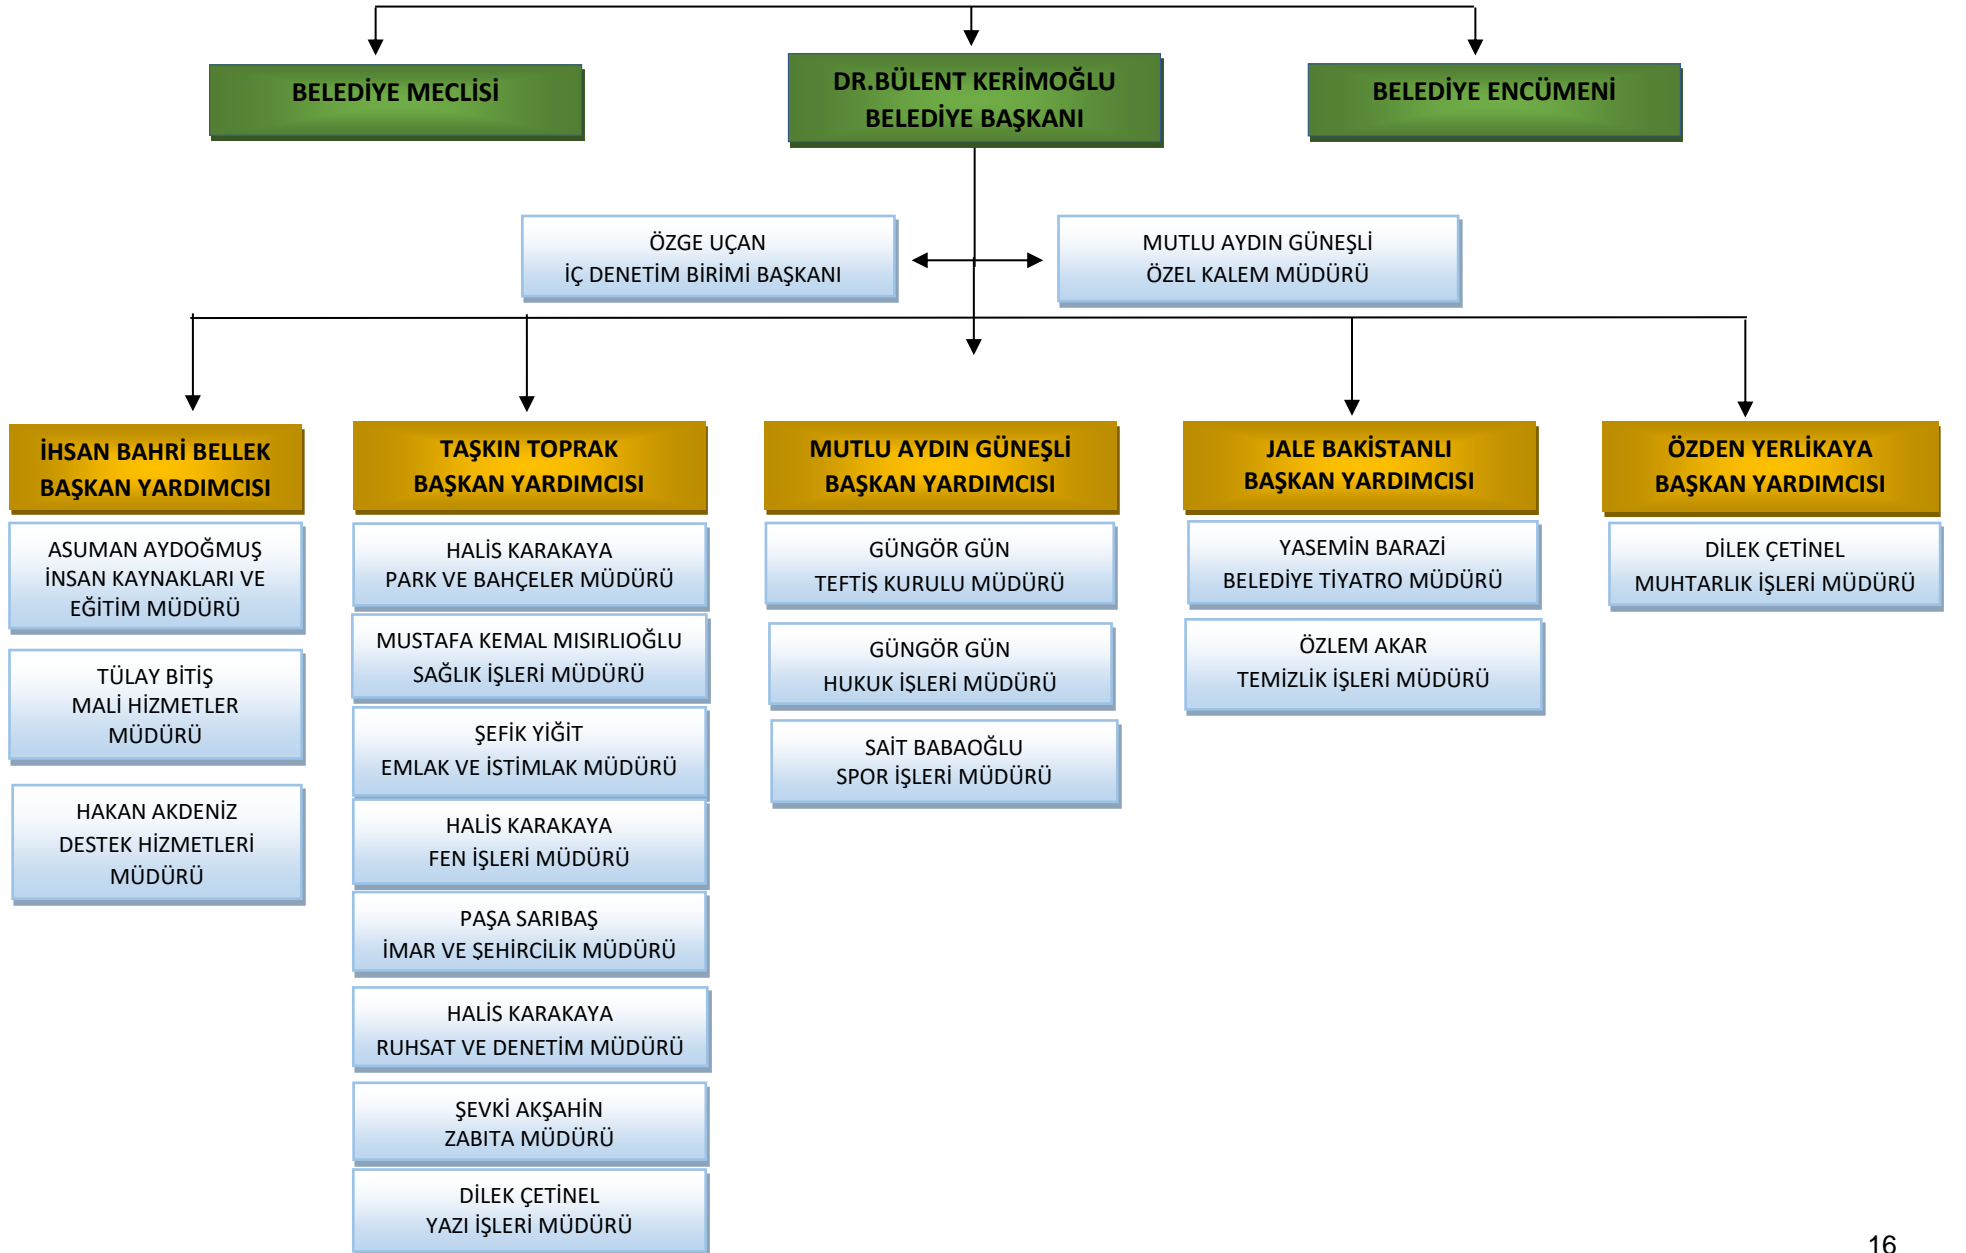 BELEDİYE MECLİSİ
DR.BÜLENT KERİMOĞLU
BELEDİYE BAŞKANI
BELEDİYE ENCÜMENİ
ÖZGE UÇAN
İÇ DENETİM BİRİMİ BAŞKANI
MUTLU AYDIN GÜNEŞLİ
ÖZEL KALEM MÜDÜRÜ
İHSAN BAHRİ BELLEK
BAŞKAN YARDIMCISI
ASUMAN AYDOĞMUŞ
İNSAN KAYNAKLARI VE
EĞİTİM MÜDÜRÜ
TÜLAY BİTİŞ
MALİ HİZMETLER
MÜDÜRÜ
HAKAN AKDENİZ
DESTEK HİZMETLERİ
MÜDÜRÜ
TAŞKIN TOPRAK
BAŞKAN YARDIMCISI
HALİS KARAKAYA
PARK VE BAHÇELER MÜDÜRÜ
MUSTAFA KEMAL MISIRLIOĞLU
SAĞLIK İŞLERİ MÜDÜRÜ
ŞEFİK YİĞİT
EMLAK VE İSTİMLAK MÜDÜRÜ
HALİS KARAKAYA
FEN İŞLERİ MÜDÜRÜ
PAŞA SARIBAŞ
İMAR VE ŞEHİRCİLİK MÜDÜRÜ
HALİS KARAKAYA
RUHSAT VE DENETİM MÜDÜRÜ
ŞEVKİ AKŞAHİN
ZABITA MÜDÜRÜ
DİLEK ÇETİNEL
YAZI İŞLERİ MÜDÜRÜ
MUTLU AYDIN GÜNEŞLİ
BAŞKAN YARDIMCISI
GÜNGÖR GÜN
TEFTİŞ KURULU MÜDÜRÜ
GÜNGÖR GÜN
HUKUK İŞLERİ MÜDÜRÜ
SAİT BABAOĞLU
SPOR İŞLERİ MÜDÜRÜ
JALE BAKİSTANLI
BAŞKAN YARDIMCISI
YASEMİN BARAZİ
BELEDİYE TİYATRO MÜDÜRÜ
ÖZLEM AKAR
TEMİZLİK İŞLERİ MÜDÜRÜ
ÖZDEN YERLİKAYA
BAŞKAN YARDIMCISI
DİLEK ÇETİNEL
MUHTARLIK İŞLERİ MÜDÜRÜ
16